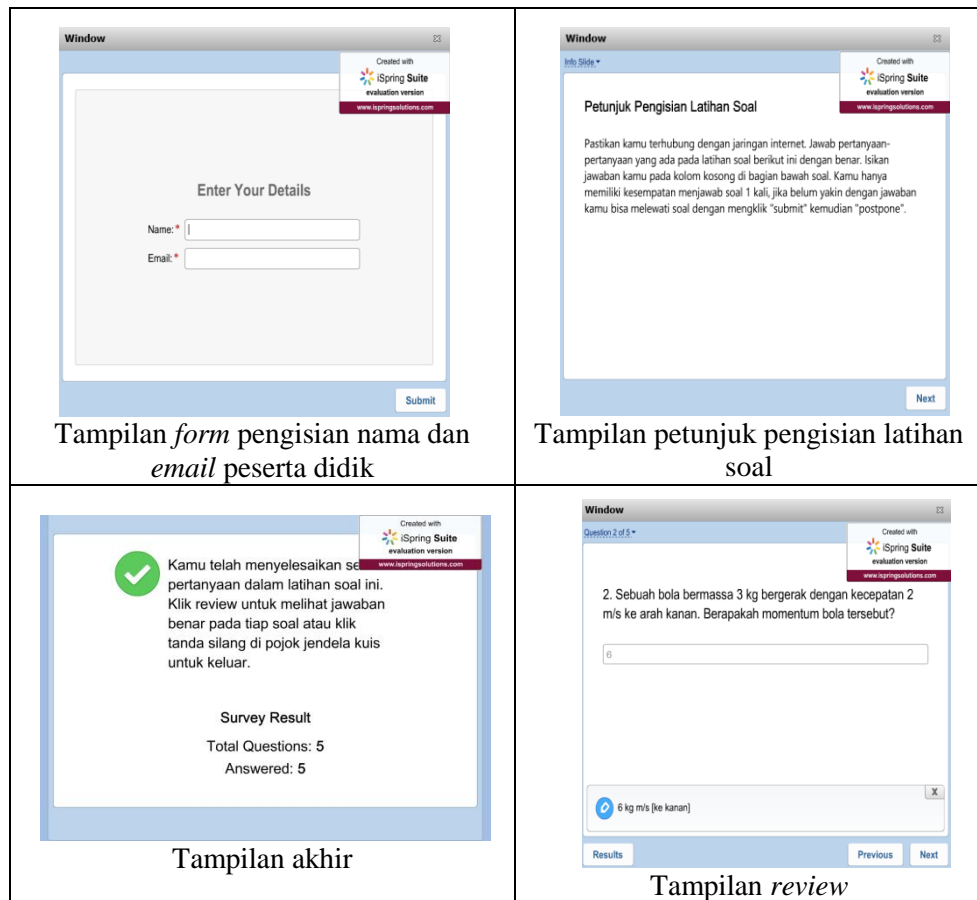 Window
Created with
iSpring Suite
evaluation version
www.ispringsolutions.com
Enter Your Details
Name: *
Email: *
Submit
Tampilan form pengisian nama dan
email peserta didik
Window
Info Slide
Created with
iSpring Suite
evaluation version
www.ispringsolutions.com
Petunjuk Pengisian Latihan Soal
Pastikan kamu terhubung dengan jaringan internet. Jawab pertanyaan-
pertanyaan yang ada pada latihan soal berikut ini dengan benar. Isikan
jawaban kamu pada kolom kosong di bagian bawah soal. Kamu hanya
memiliki kesempatan menjawab soal 1 kali, jika belum yakin dengan jawaban
kamu bisa melewati soal dengan mengklik "submit" kemudian "postpone".
Next
Tampilan petunjuk pengisian latihan
soal
Created with
iSpring Suite
evaluation version
www.ispringsolutions.com
Kamu telah menyelesaikan
pertanyaan dalam latihan soal ini.
Klik review untuk melihat jawaban
benar pada tiap soal atau klik
tanda silang di pojok jendela kuis
untuk keluar.
Survey Result
Total Questions: 5
Answered: 5
Tampilan akhir
Window
Question 2 of 5
Created with
iSpring Suite
evaluation version
www.ispringsolutions.com
2. Sebuah bola bermassa 3 kg bergerak dengan kecepatan 2
m/s ke arah kanan. Berapakah momentum bola tersebut?
6
X
6 kg m/s [ke kanan]
Results
Previous
Next
Tampilan review